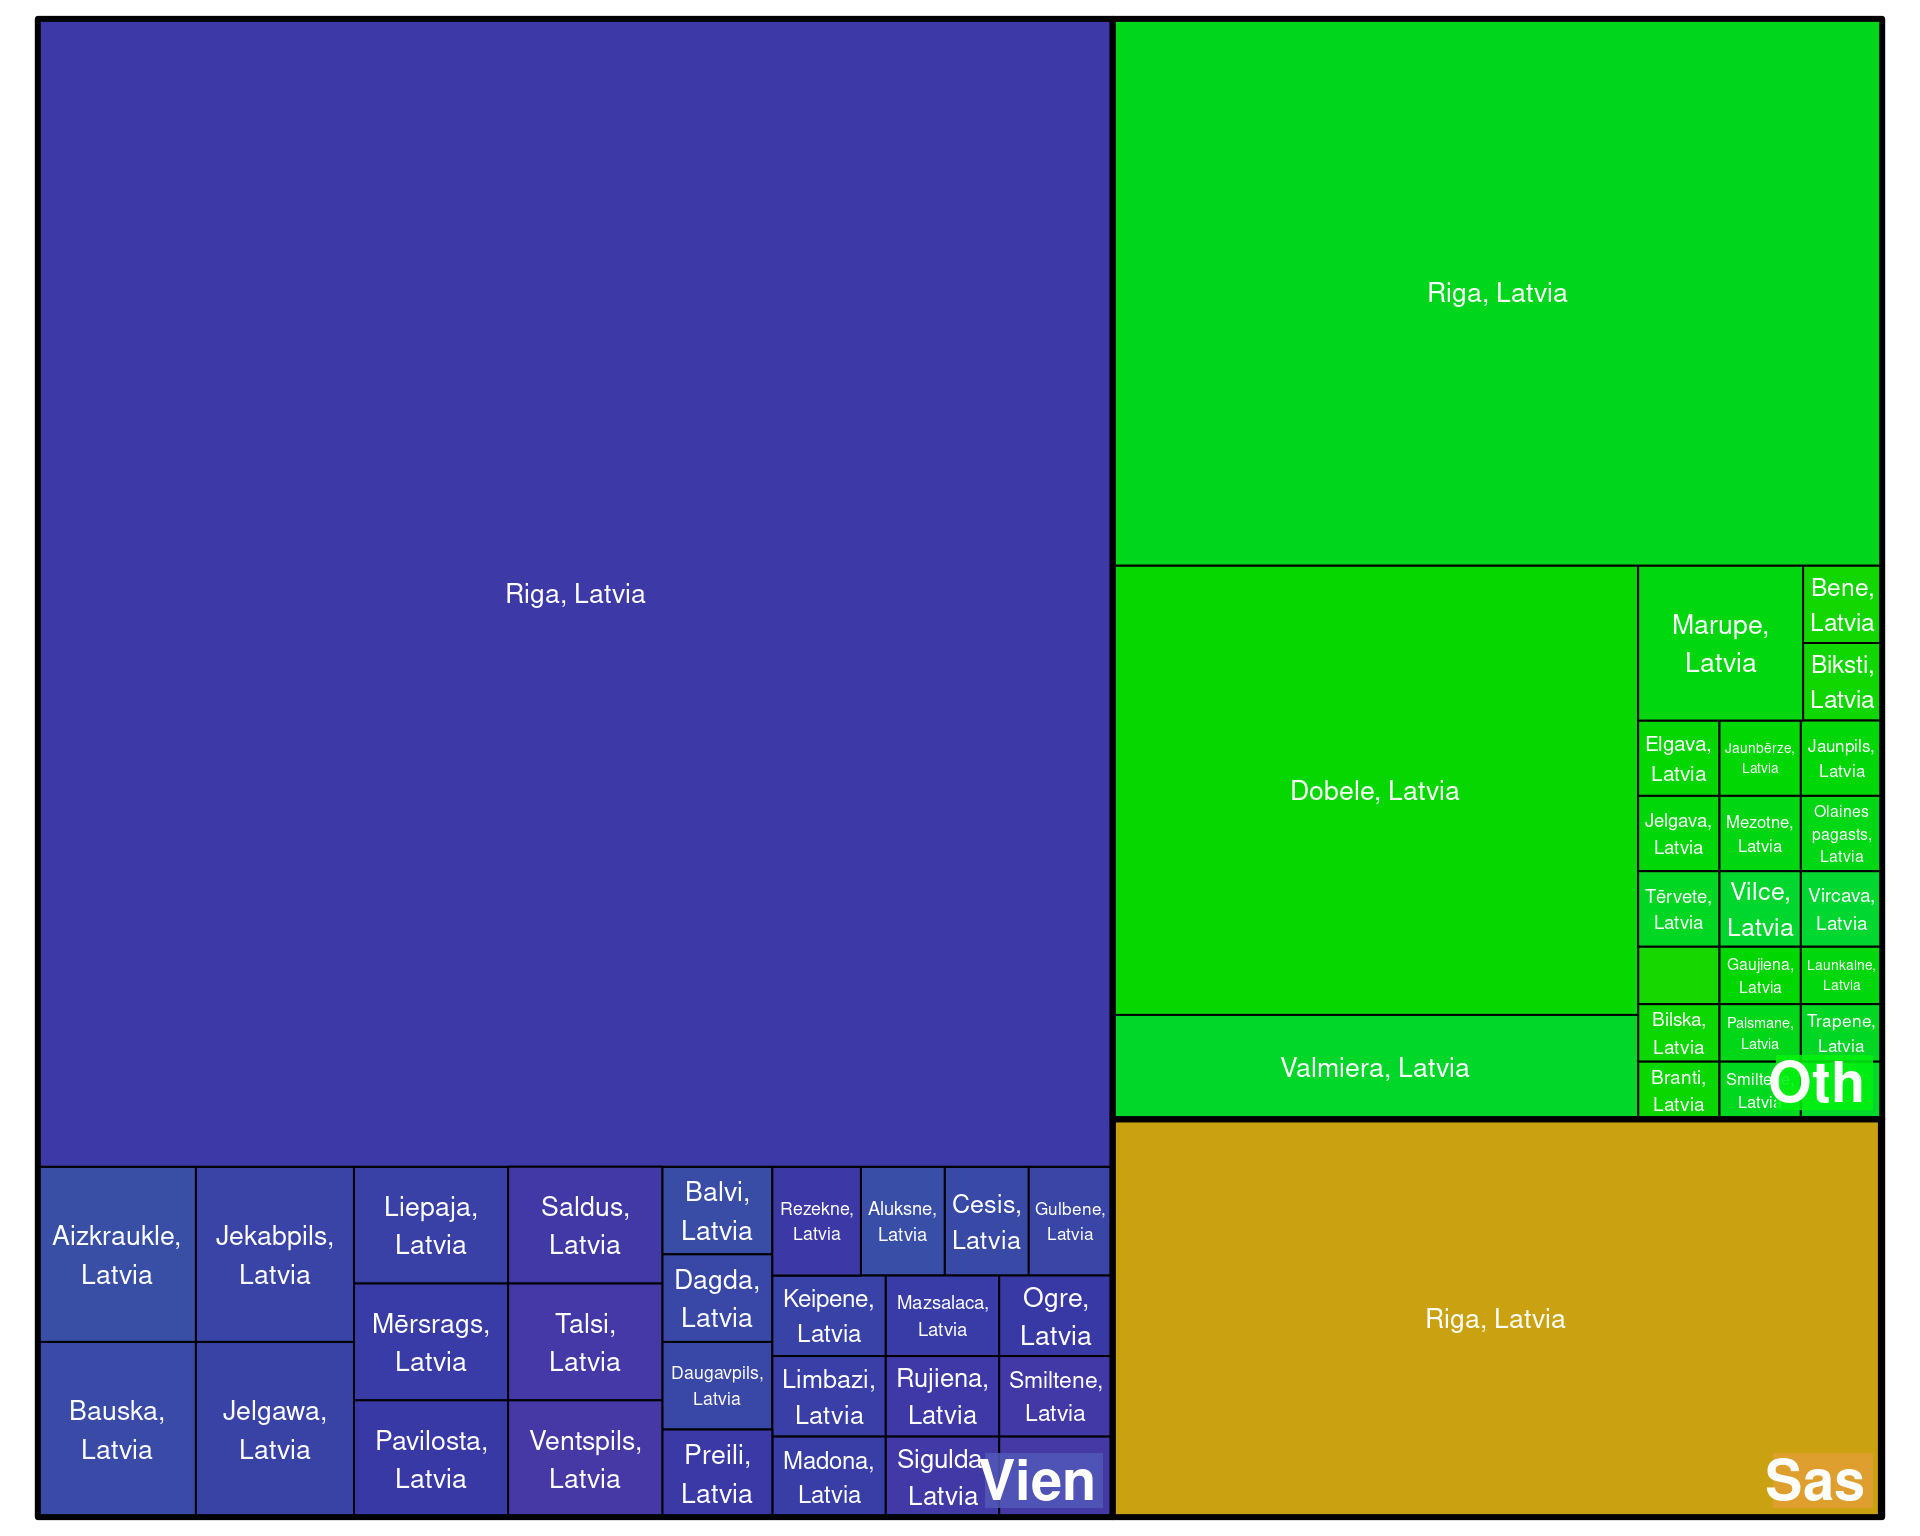 Riga, Latvia
Aizkraukle,
Latvia
Bauska,
Latvia
Jekabpils,
Latvia
Jelgawa,
Latvia
Liepaja,
Latvia
Mērsrags,
Latvia
Pavilosta,
Latvia
Saldus,
Latvia
Talsi,
Latvia
Ventspils,
Latvia
Balvi,
Latvia
Dagda,
Latvia
Daugavpils,
Latvia
Preili,
Latvia
Rezekne,
Latvia
Aluksne,
Latvia
Cesis,
Latvia
Gulbene,
Latvia
Keipene,
Latvia
Limbazi,
Latvia
Madona,
Latvia
Mazsalaca,
Latvia
Rujiena,
Latvia
Sigulda,
Latvia
Ogre,
Latvia
Smiltene,
Latvia
Vien
Riga, Latvia
Dobele, Latvia
Valmiera, Latvia
Marupe,
Latvia
Bene,
Latvia
Biksti,
Latvia
Elgava,
Latvia
Jaunbērze,
Latvia
Jaunpils,
Latvia
Jelgava,
Latvia
Mezotne,
Latvia
Olaines
pagasts,
Latvia
Tērvete,
Latvia
Vilce,
Latvia
Vircava,
Latvia
Gaujiena,
Latvia
Launkalne,
Latvia
Bilska,
Latvia
Palsmane,
Latvia
Trapene,
Latvia
Branti,
Latvia
Smiltene,
Latvia
Oth
Riga, Latvia
Sas